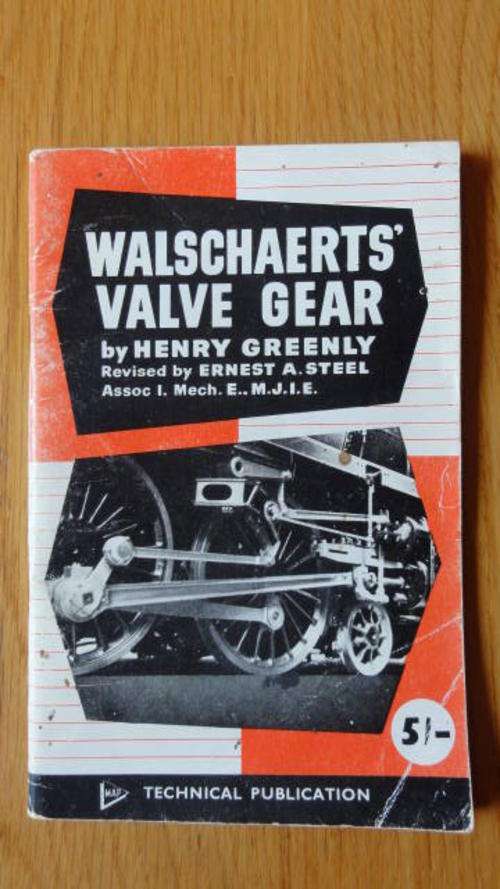 WALSCHAERTS'
VALVE GEAR
by HENRY GREENLY
Revised by ERNEST A. STEEL
Assoc I. Mech. E.. M.J.I.E.
5/-
MAP TECHNICAL PUBLICATION